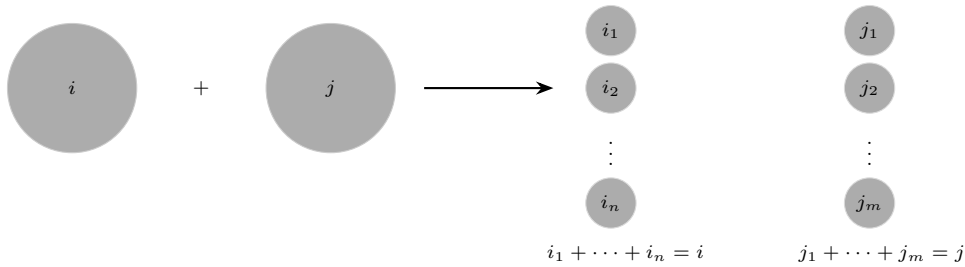 i + j i₁ j₁
i₂ j₂
⋮ ⋮
iₙ jₘ
i₁ + ⋯ + iₙ = i j₁ + ⋯ + jₘ = j